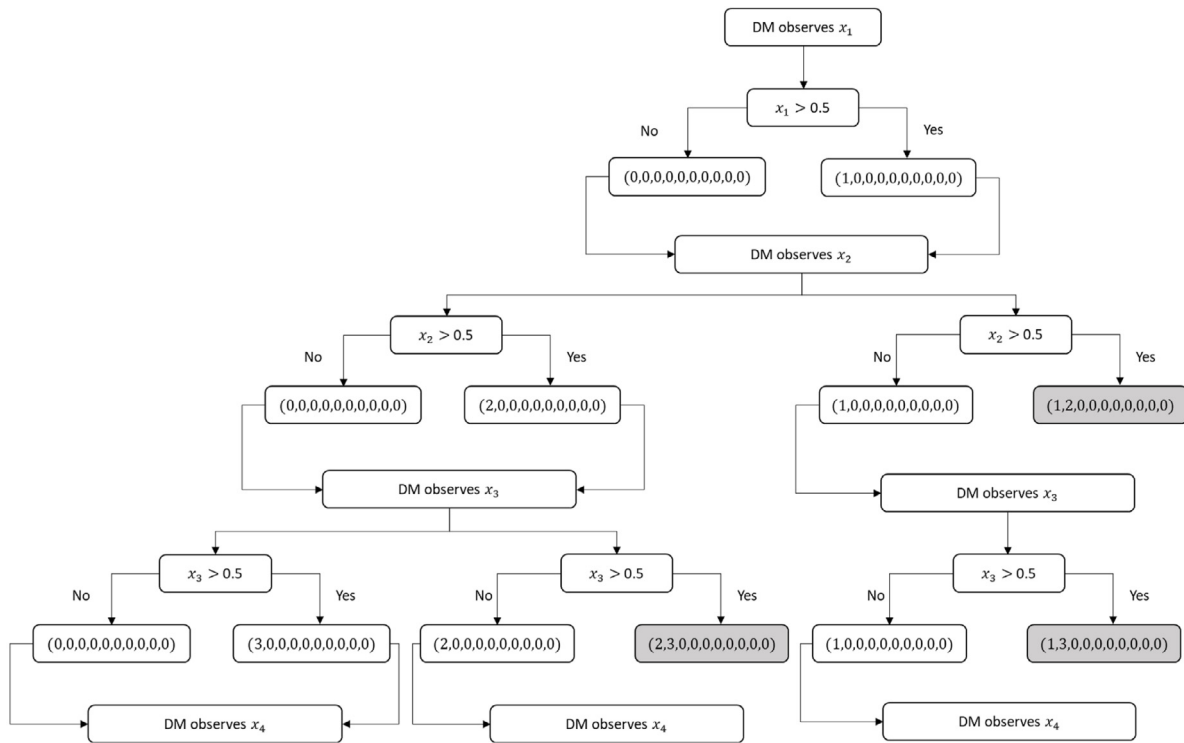 DM observes x₁
x₁ > 0.5
No
Yes
(0,0,0,0,0,0,0,0,0,0)
(1,0,0,0,0,0,0,0,0,0)
DM observes x₂
x₂ > 0.5
x₂ > 0.5
No
Yes
No
Yes
(0,0,0,0,0,0,0,0,0,0)
(2,0,0,0,0,0,0,0,0,0)
(1,0,0,0,0,0,0,0,0,0)
(1,2,0,0,0,0,0,0,0,0)
DM observes x₃
DM observes x₃
x₃ > 0.5
x₃ > 0.5
x₃ > 0.5
No
Yes
No
Yes
No
Yes
(0,0,0,0,0,0,0,0,0,0)
(3,0,0,0,0,0,0,0,0,0)
(2,0,0,0,0,0,0,0,0,0)
(2,3,0,0,0,0,0,0,0,0)
(1,0,0,0,0,0,0,0,0,0)
(1,3,0,0,0,0,0,0,0,0)
DM observes x₄
DM observes x₄
DM observes x₄